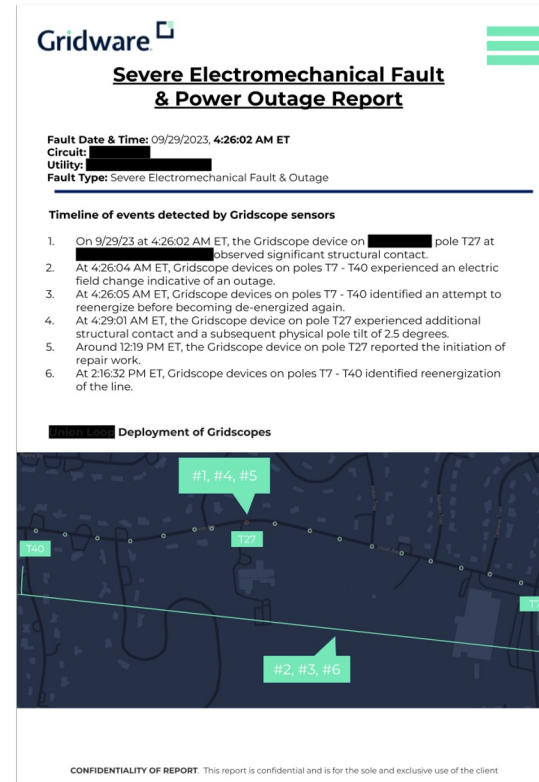 Gridware
Severe Electromechanical Fault
& Power Outage Report
Fault Date & Time: 09/29/2023, 4:26:02 AM ET
Circuit:
Utility:
Fault Type: Severe Electromechanical Fault & Outage
Timeline of events detected by Gridscope sensors
1. On 9/29/23 at 4:26:02 AM ET, the Gridscope device on pole T27 at
observed significant structural contact.
2. At 4:26:04 AM ET, Gridscope devices on poles T7 - T40 experienced an electric
field change indicative of an outage.
3. At 4:26:05 AM ET, Gridscope devices on poles T7 - T40 identified an attempt to
reenergize before becoming de-energized again.
4. At 4:29:01 AM ET, the Gridscope device on pole T27 experienced additional
structural contact and a subsequent physical pole tilt of 2.5 degrees.
5. Around 12:19 PM ET, the Gridscope device on pole T27 reported the initiation of
repair work.
6. At 2:16:32 PM ET, Gridscope devices on poles T7 - T40 identified reenergization
of the line.
Deployment of Gridscopes
#1, #4, #5
T40
T27
#2, #3, #6
CONFIDENTIALITY OF REPORT. This report is confidential and is for the sole and exclusive use of the client